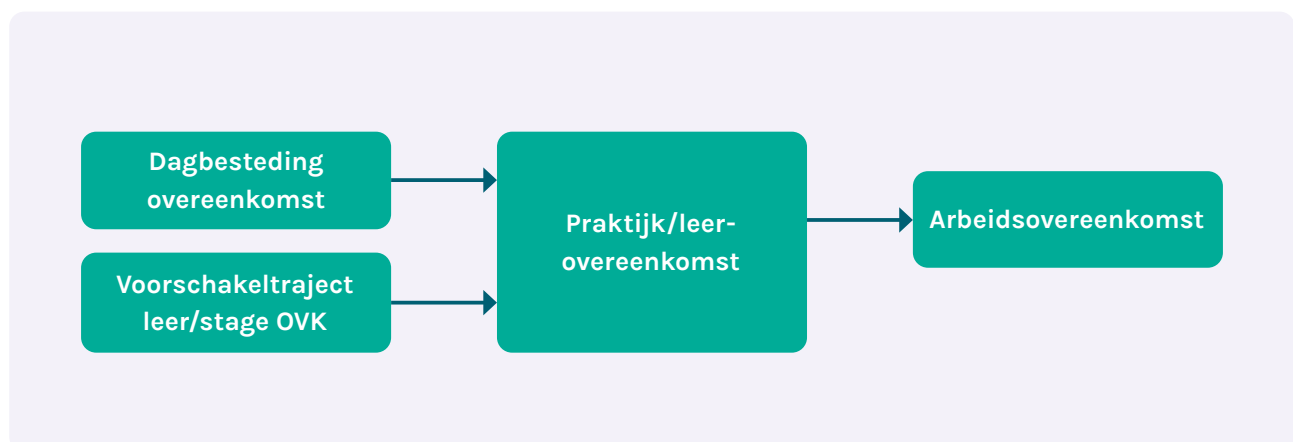 Dagbesteding
overeenkomst
Voorschakeltraject
leer/stage OVK
Praktijk/leer-
overeenkomst
Arbeidsovereenkomst